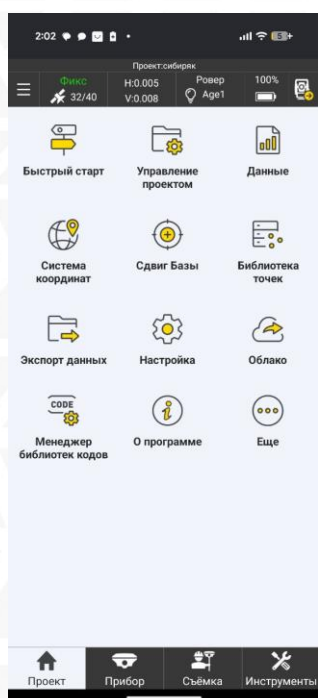 2:02
5G+
Проект:сибиряк
Фикс H:0.005 Ровер 100%
32/40 V:0.008 Age1
Быстрый старт
Управление
проектом
Данные
Система
координат
Сдвиг Базы
Библиотека
точек
Экспорт данных
Настройка
Облако
CODE
Менеджер
библиотек кодов
i
О программе
Еще
Проект Прибор Съёмка Инструменты